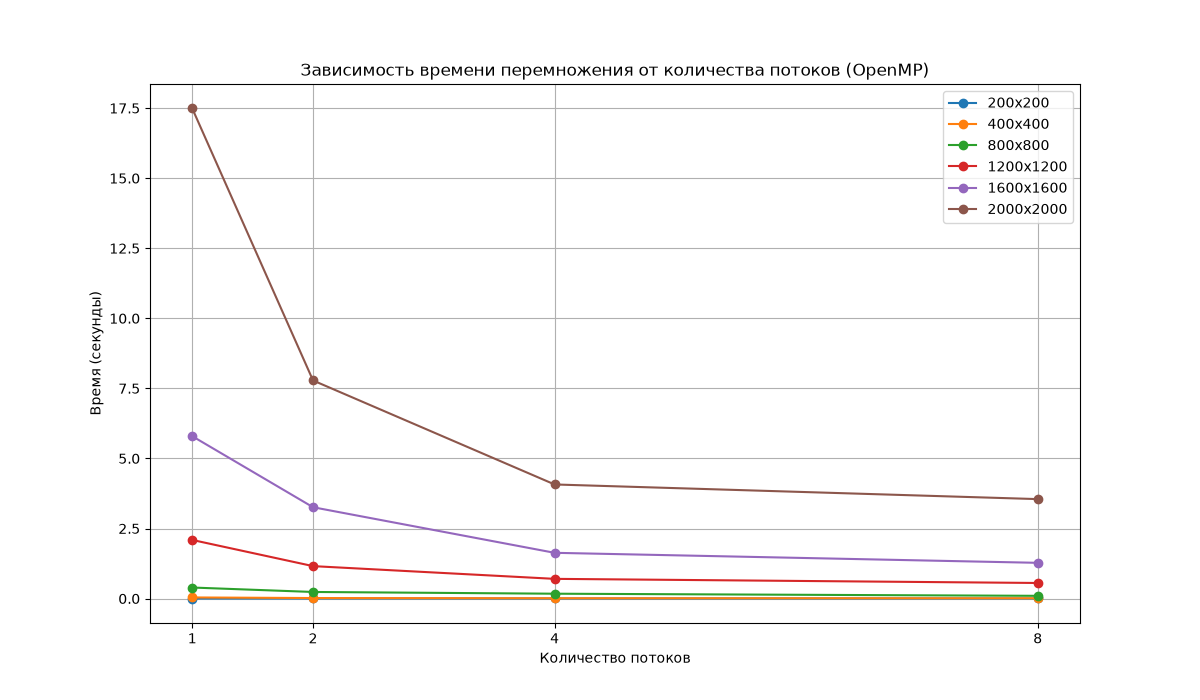 Зависимость времени перемножения от количества потоков (OpenMP)
200x200
400x400
800x800
1200x1200
1600x1600
2000x2000
Время (секунды)
17.5
15.0
12.5
10.0
7.5
5.0
2.5
0.0
1 2 4 8
Количество потоков